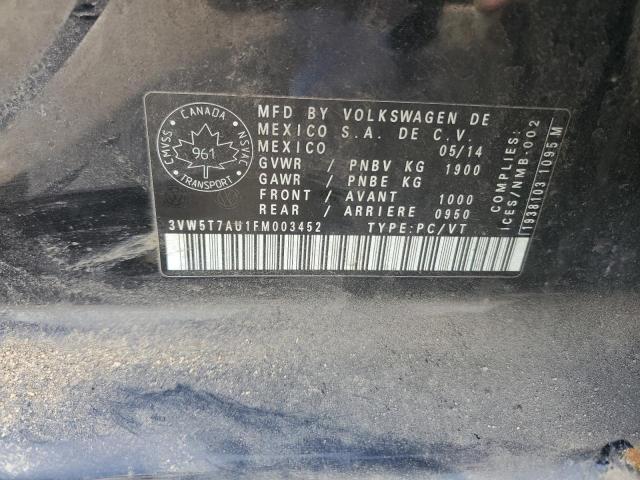 CANADA
CMVSS
961
NSVAC
TRANSPORT
MFD BY VOLKSWAGEN DE
MEXICO S.A. DE C.V.
MEXICO 05/14
GVWR / PNBV KG 1900
GAWR / PNBE KG
FRONT / AVANT 1000
REAR / ARRIERE 0950
3VW5T7AU1FM003452 TYPE:PC/VT
COMPLIES:
ICES/NMB-002
1938103 1095 M